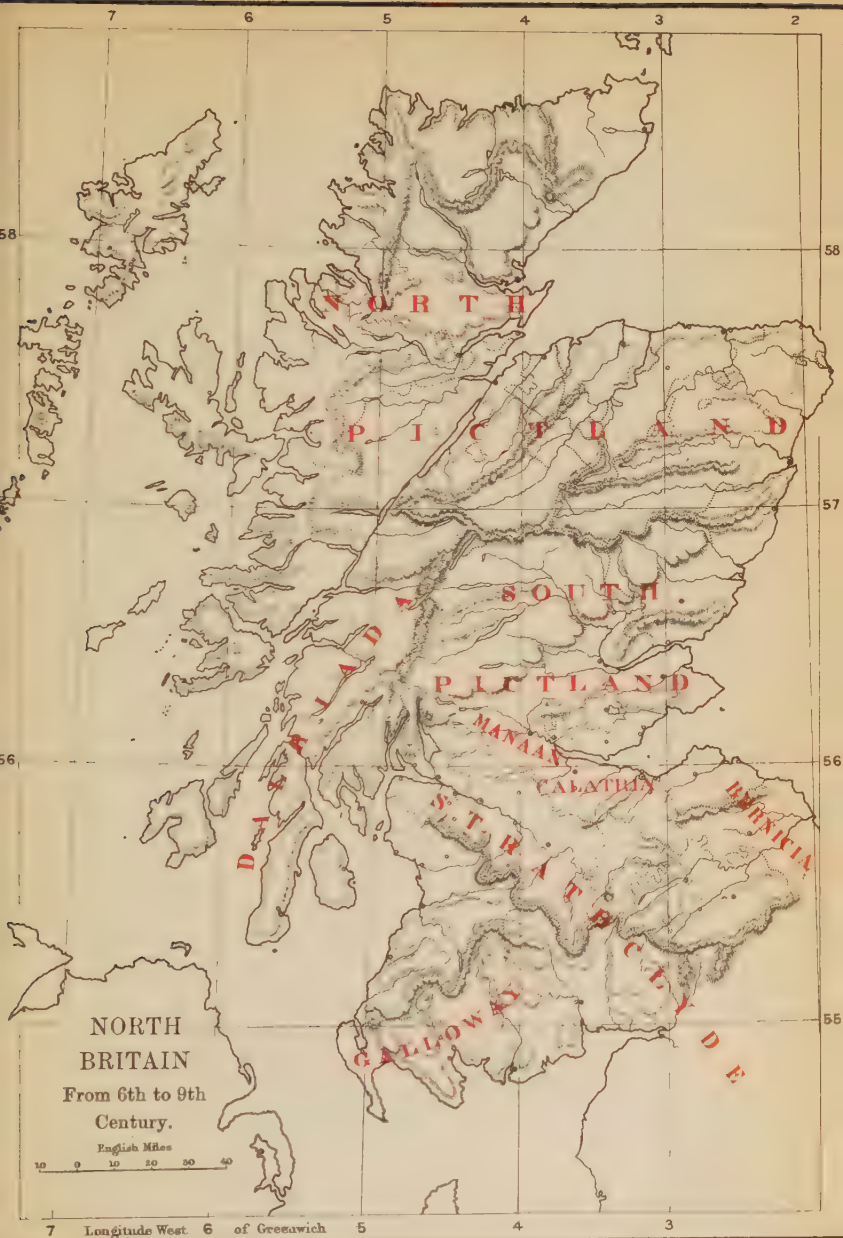 7 6 5 4 3 2
58 58
NORTH
PICTLAND
57 57
SOUTH
DALRIADA
PICTLAND
MANAAN
56 56
CALATRIA
BERNICIA
STRATHCLYDE
GALLOWAY
55
NORTH
BRITAIN
From 6th to 9th
Century.
English Miles
10 0 10 20 30 40
7 Longitude West 6 of Greenwich 5 4 3